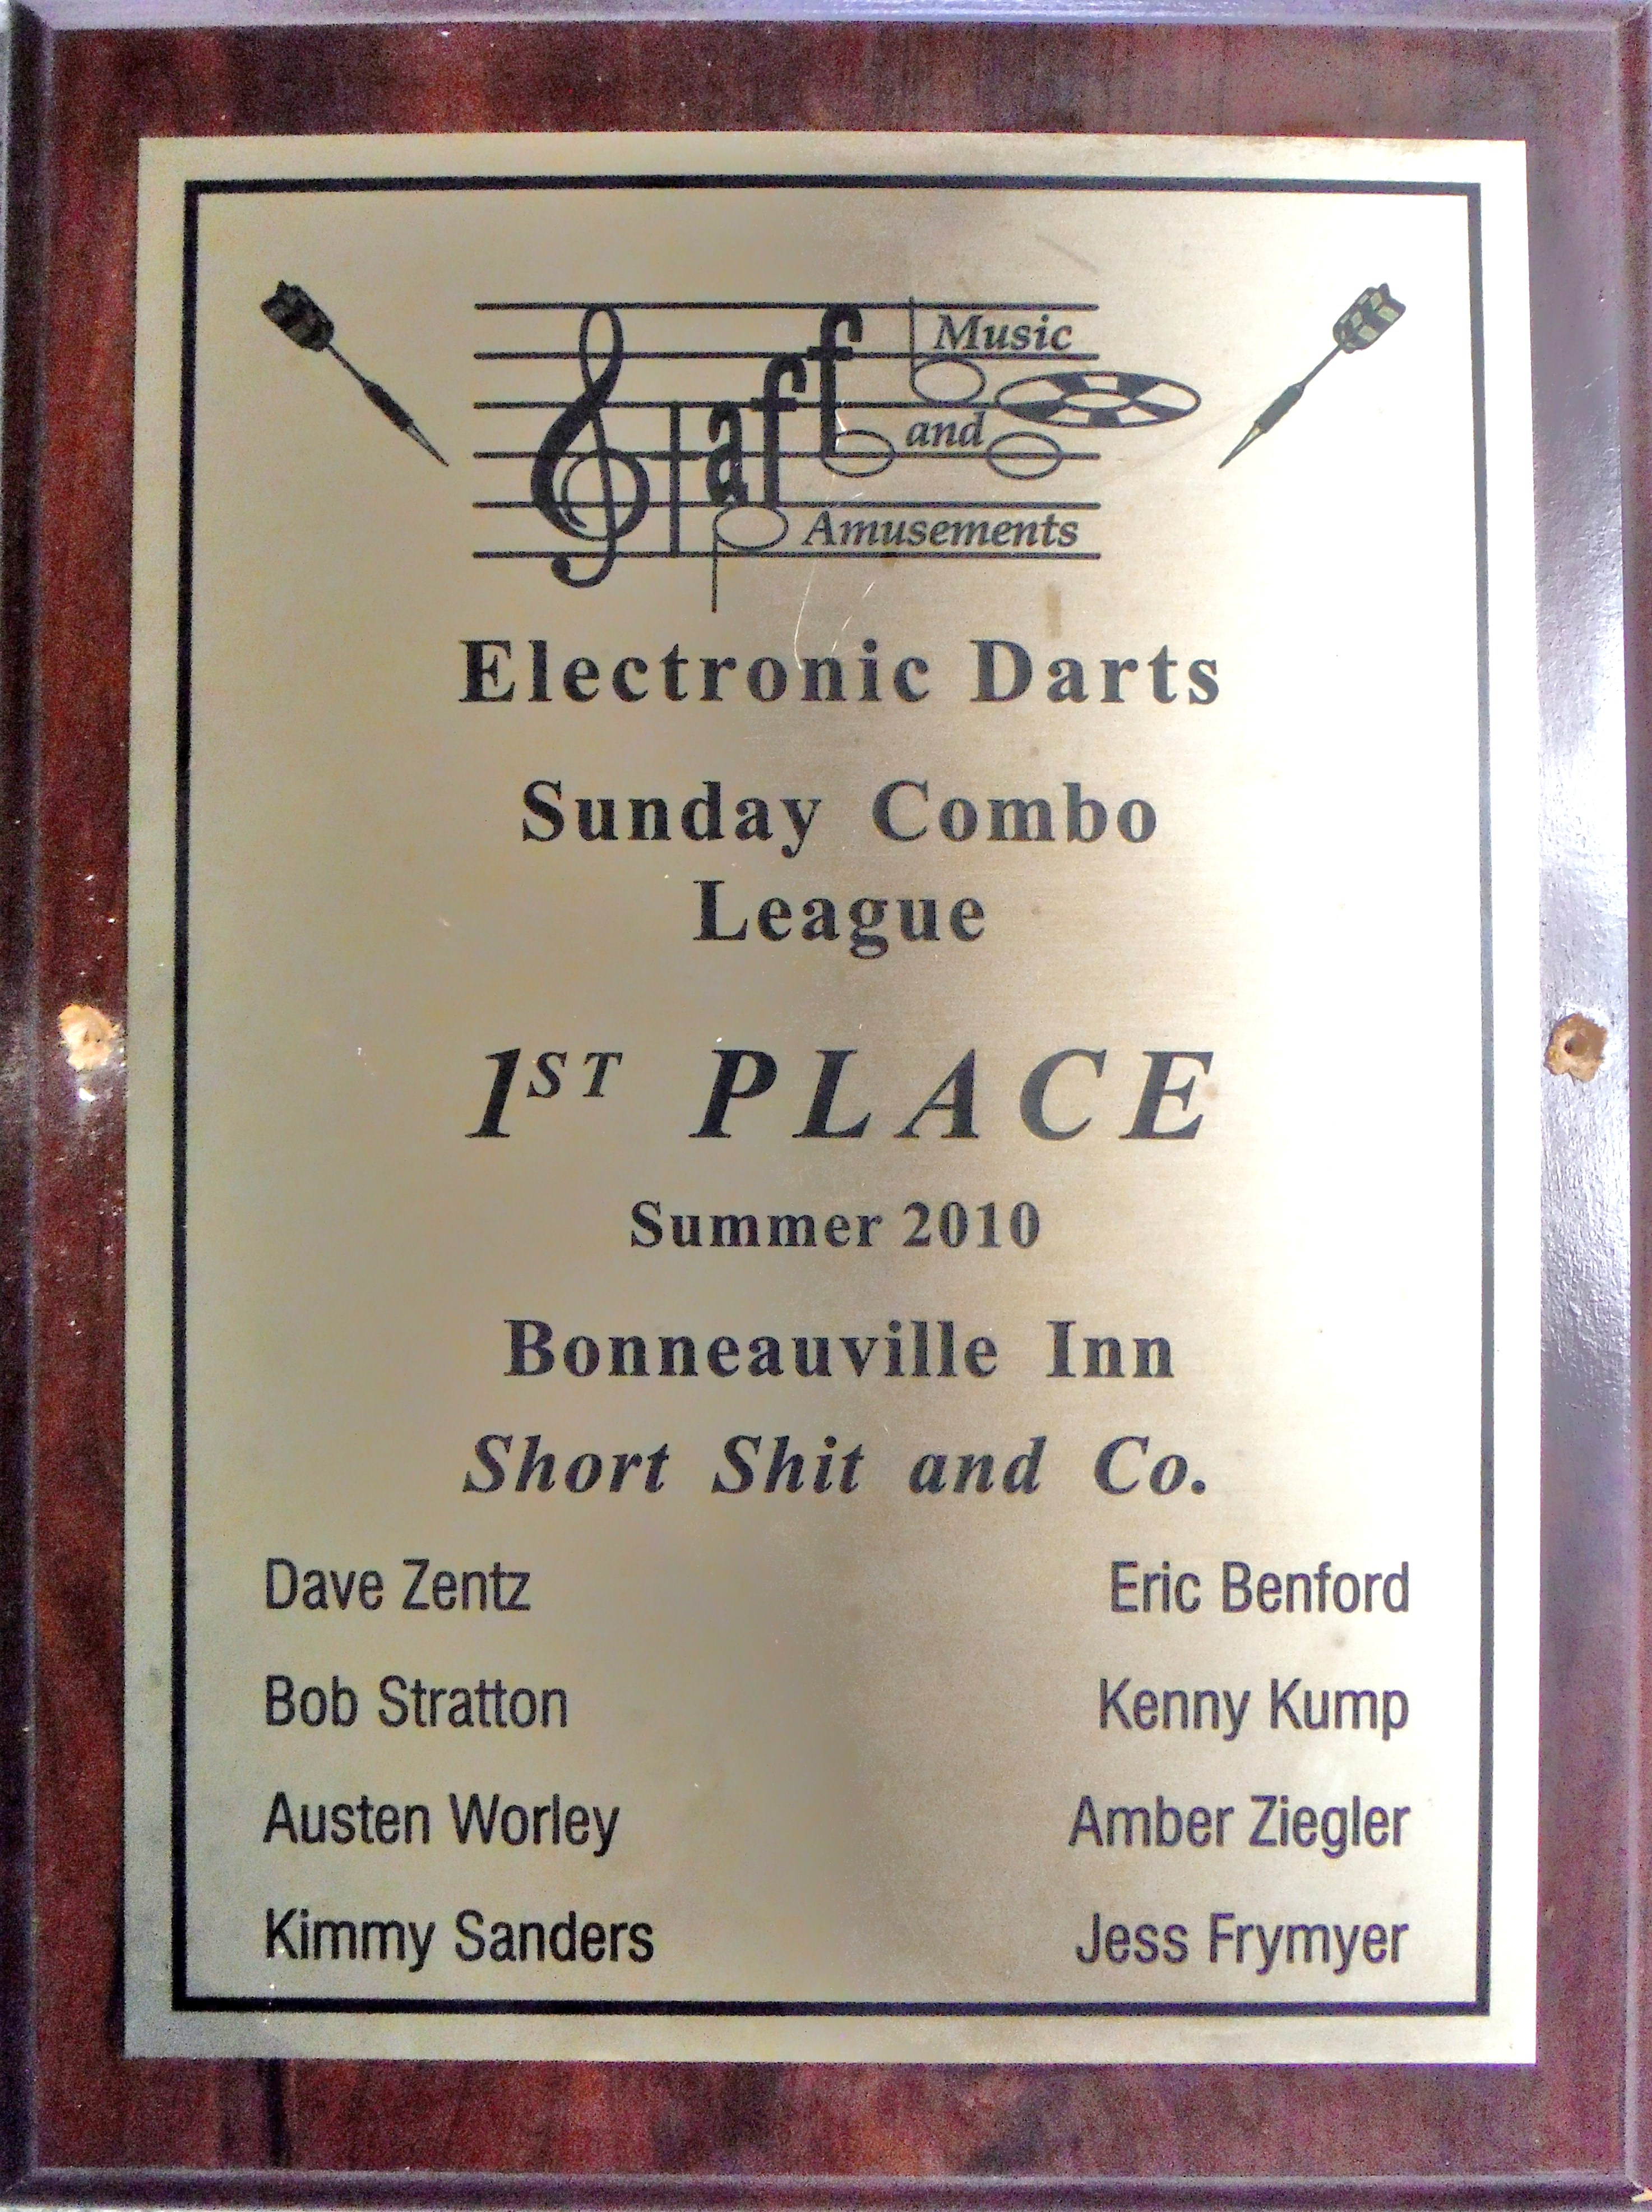 Staff Music
and
Amusements
Electronic Darts
Sunday Combo
League
1ST PLACE
Summer 2010
Bonneauville Inn
Short Shit and Co.
Dave Zentz Eric Benford
Bob Stratton Kenny Kump
Austen Worley Amber Ziegler
Kimmy Sanders Jess Frymyer